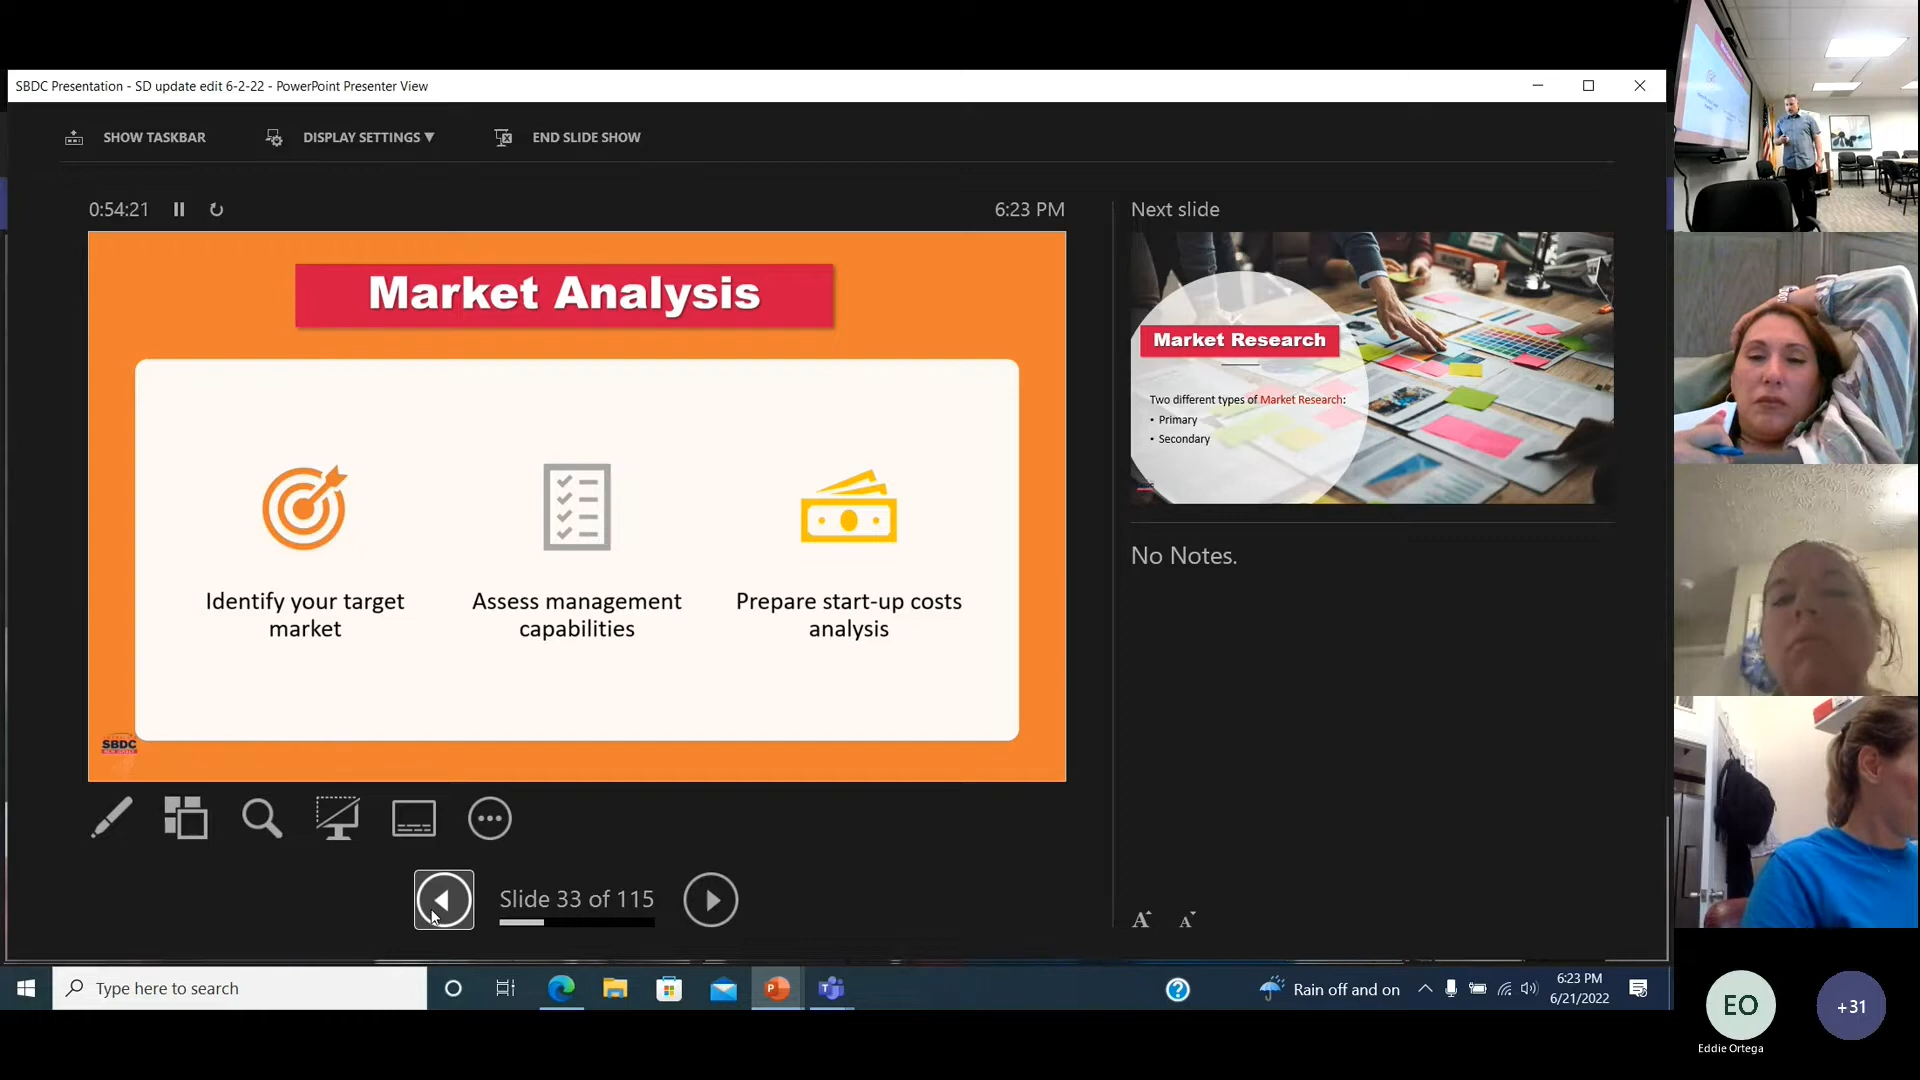 SBDC Presentation - SD update edit 6-2-22 - PowerPoint Presenter View
SHOW TASKBAR
DISPLAY SETTINGS ▼
END SLIDE SHOW
0:54:21
6:23 PM
Market Analysis
Identify your target
market
Assess management
capabilities
Prepare start-up costs
analysis
SBDC
Next slide
Market Research
Two different types of Market Research:
• Primary
• Secondary
No Notes.
Slide 33 of 115
Type here to search
Rain off and on
6:23 PM
6/21/2022
EO
Eddie Ortega
+31